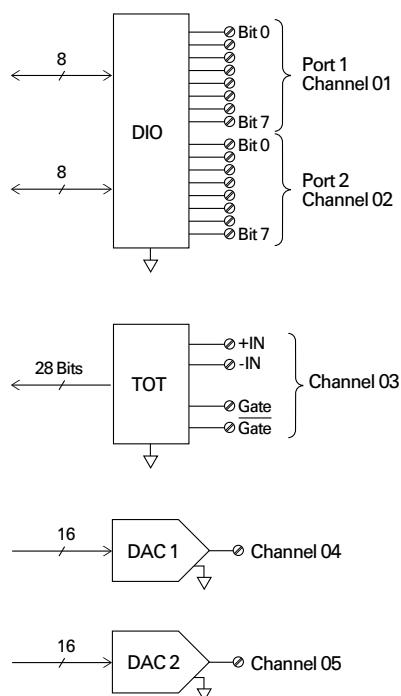 8
DIO
Bit 0
Bit 7
Port 1
Channel 01
8
Bit 0
Bit 7
Port 2
Channel 02
28 Bits
TOT
+IN
-IN
Gate
Gate
Channel 03
16
DAC 1
Channel 04
16
DAC 2
Channel 05